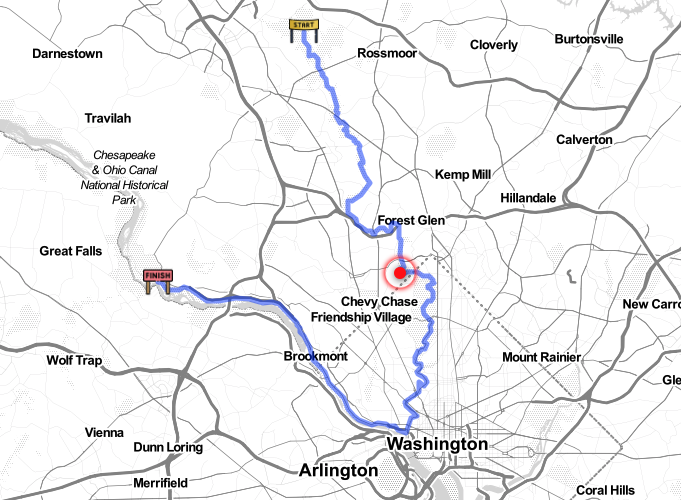 START
Darnestown
Rossmoor
Cloverly
Burtonsville
Travilah
Calverton
Chesapeake
& Ohio Canal
National Historical
Park
Kemp Mill
Hillandale
Forest Glen
Great Falls
FINISH
Chevy Chase
Friendship Village
New Carro
Brookmont
Mount Rainier
Wolf Trap
Gle
Vienna
Dunn Loring
Washington
Arlington
Merrifield
Coral Hills